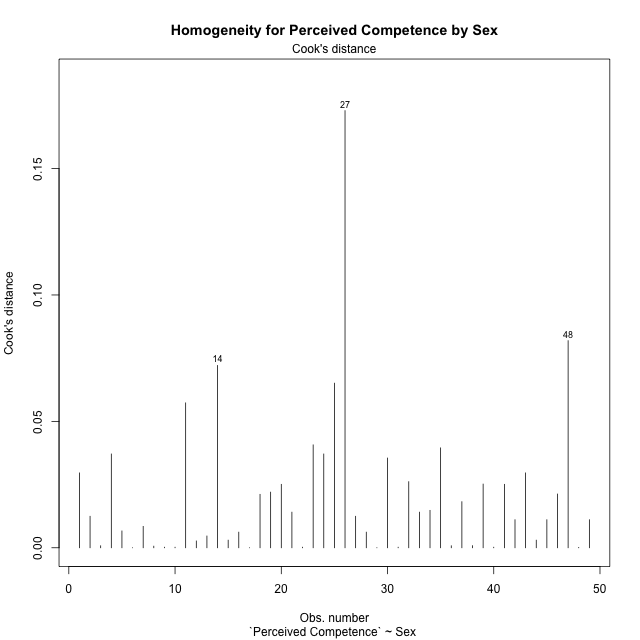 Homogeneity for Perceived Competence by Sex
Cook's distance
27
48
14
Cook's distance
0.15
0.10
0.05
0.00
0 10 20 30 40 50
Obs. number
`Perceived Competence` ~ Sex